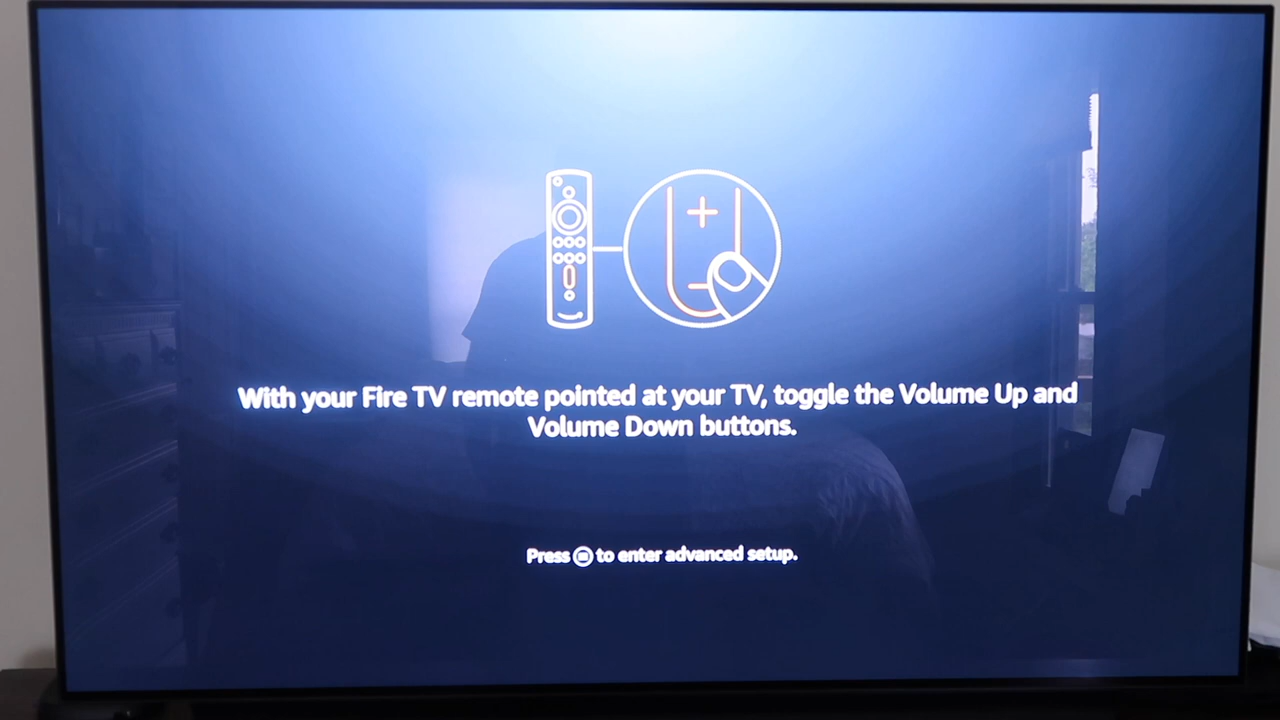 With your Fire TV remote pointed at your TV, toggle the Volume Up and
Volume Down buttons.
Press to enter advanced setup.